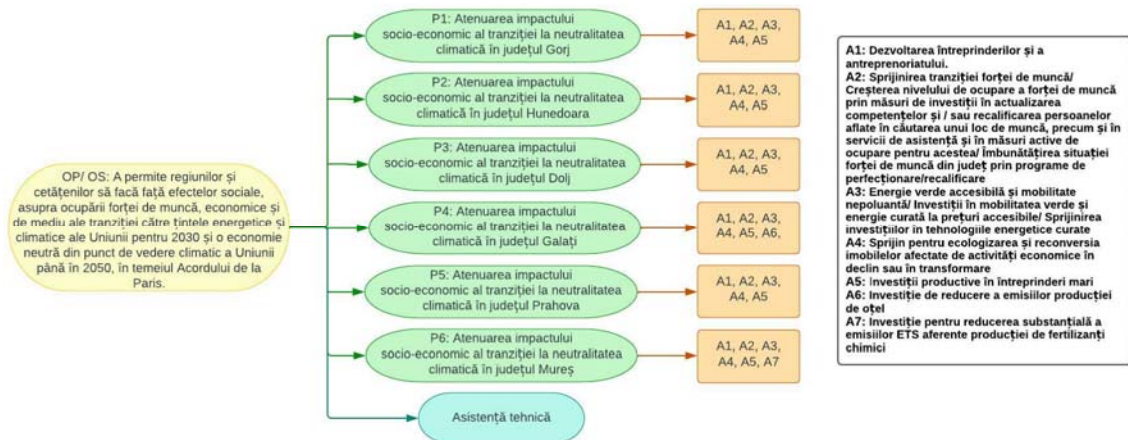 OP/ OS: A permite regiunilor și
cetățenilor să facă față efectelor sociale,
asupra ocupării forței de muncă, economice și
de mediu ale tranziției către țintele energetice și
climatice ale Uniunii pentru 2030 și o economie
neutră din punct de vedere climatic a Uniunii
până în 2050, în temeiul Acordului de la
Paris.
P1: Atenuarea impactului
socio-economic al tranziției la neutralitatea
climatică în județul Gorj
A1, A2, A3,
A4, A5
P2: Atenuarea impactului
socio-economic al tranziției la neutralitatea
climatică în județul Hunedoara
A1, A2, A3,
A4, A5
P3: Atenuarea impactului
socio-economic al tranziției la neutralitatea
climatică în județul Dolj
A1, A2, A3,
A4, A5
P4: Atenuarea impactului
socio-economic al tranziției la neutralitatea
climatică în județul Galați
A1, A2, A3,
A4, A5, A6,
P5: Atenuarea impactului
socio-economic al tranziției la neutralitatea
climatică în județul Prahova
A1, A2, A3,
A4, A5
P6: Atenuarea impactului
socio-economic al tranziției la neutralitatea
climatică în județul Mureș
A1, A2, A3,
A4, A5, A7
Asistență tehnică
A1: Dezvoltarea întreprinderilor și a
antreprenoriatului.
A2: Sprijinirea tranziției forței de muncă/
Creșterea nivelului de ocupare a forței de muncă
prin măsuri de investiții în actualizarea
competențelor și / sau recalificarea persoanelor
aflate în căutarea unui loc de muncă, precum și în
servicii de asistență și în măsuri active de
ocupare pentru acestea/ Îmbunătățirea situației
forței de muncă din județ prin programe de
perfecționare/recalificare
A3: Energie verde accesibilă și mobilitate
nepoluantă/ Investiții în mobilitatea verde și
energie curată la prețuri accesibile/ Sprijinirea
investițiilor în tehnologiile energetice curate
A4: Sprijin pentru ecologizarea și reconversia
imobilelor afectate de activități economice în
declin sau în transformare
A5: Investiții productive în întreprinderi mari
A6: Investiție de reducere a emisiilor producției
de oțel
A7: Investiție pentru reducerea substanțială a
emisiilor ETS aferente producției de fertilizanți
chimici